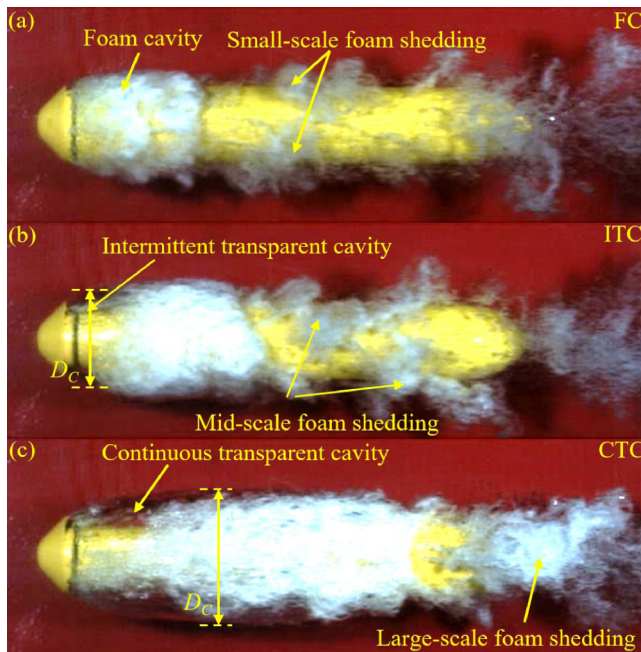 (a)
FC
Foam cavity
Small-scale foam shedding
(b)
ITC
Intermittent transparent cavity
D_C
Mid-scale foam shedding
(c)
CTC
Continuous transparent cavity
D_C
Large-scale foam shedding